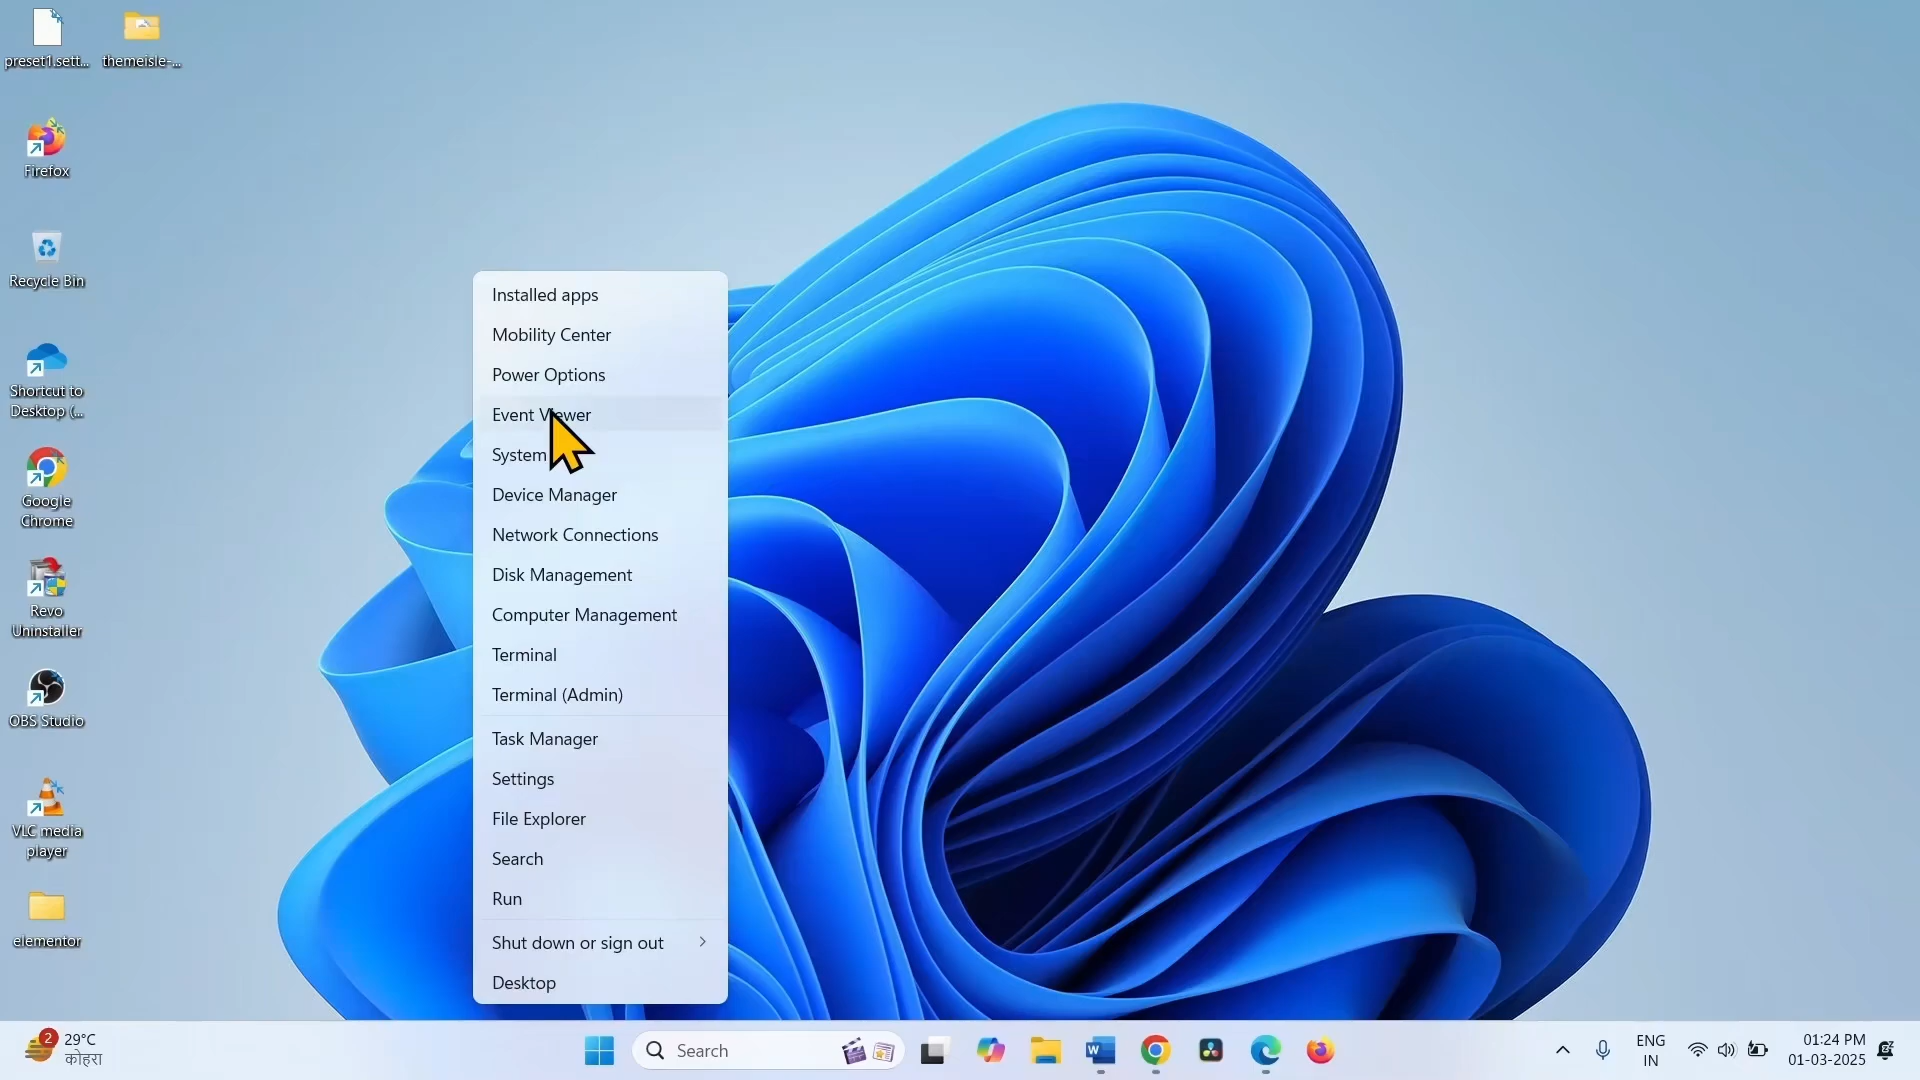 preset1.sett...
themeisle-...
Firefox
Recycle Bin
Shortcut to
Desktop (...
Google
Chrome
Revo
Uninstaller
OBS Studio
VLC media
player
elementor
Installed apps
Mobility Center
Power Options
Event Viewer
System
Device Manager
Network Connections
Disk Management
Computer Management
Terminal
Terminal (Admin)
Task Manager
Settings
File Explorer
Search
Run
Shut down or sign out
Desktop
2
29°C
कोहरा
Search
W
ENG
IN
01:24 PM
01-03-2025